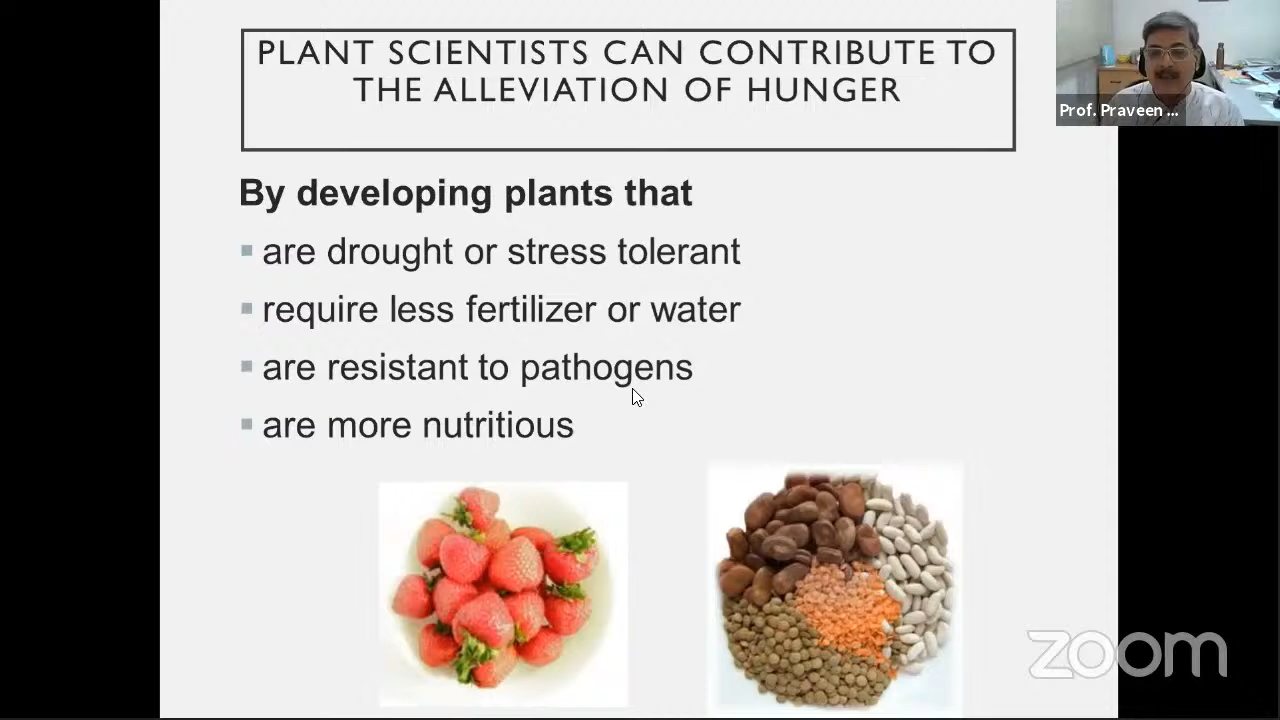 PLANT SCIENTISTS CAN CONTRIBUTE TO
THE ALLEVIATION OF HUNGER
Prof. Praveen ...
By developing plants that
are drought or stress tolerant
require less fertilizer or water
are resistant to pathogens
are more nutritious
zoom